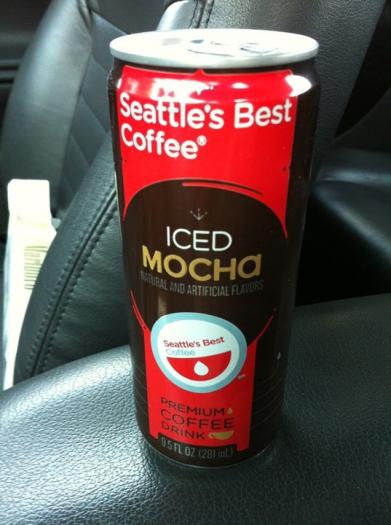 Seattle's Best
Coffee®
ICED
MOCHa
NATURAL AND ARTIFICIAL FLAVORS
Seattle's Best
Coffee
PREMIUM
COFFEE
DRINK
9.5 FL OZ (281 mL)